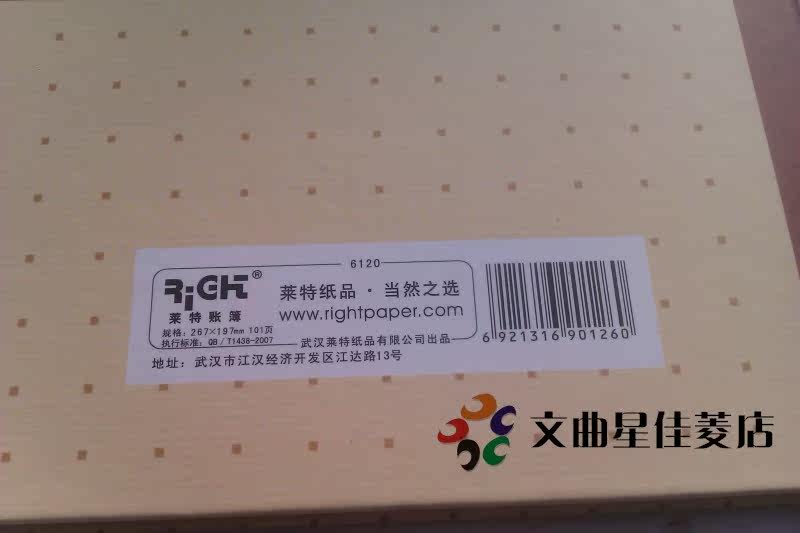 6120
RiGHT®
莱特账簿
规格：267×197mm 101页
执行标准：QB/T1438-2007
莱特纸品·当然之选
www.rightpaper.com
武汉莱特纸品有限公司出品
地址：武汉市江汉经济开发区江达路13号
6 921316 901260
文曲星佳菱店